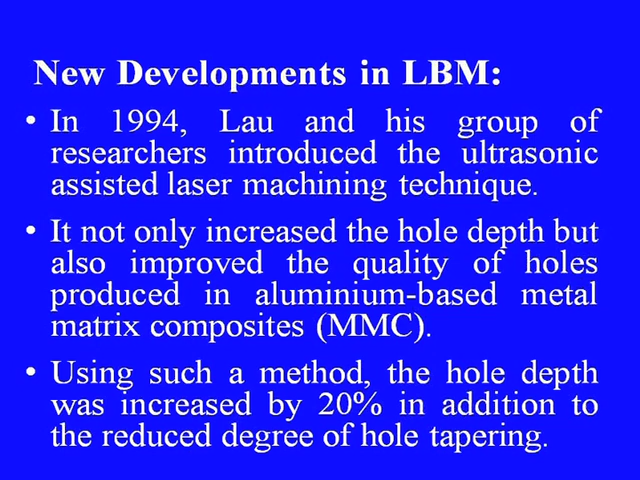 New Developments in LBM:
• In 1994, Lau and his group of
researchers introduced the ultrasonic
assisted laser machining technique.
• It not only increased the hole depth but
also improved the quality of holes
produced in aluminium-based metal
matrix composites (MMC).
• Using such a method, the hole depth
was increased by 20% in addition to
the reduced degree of hole tapering.